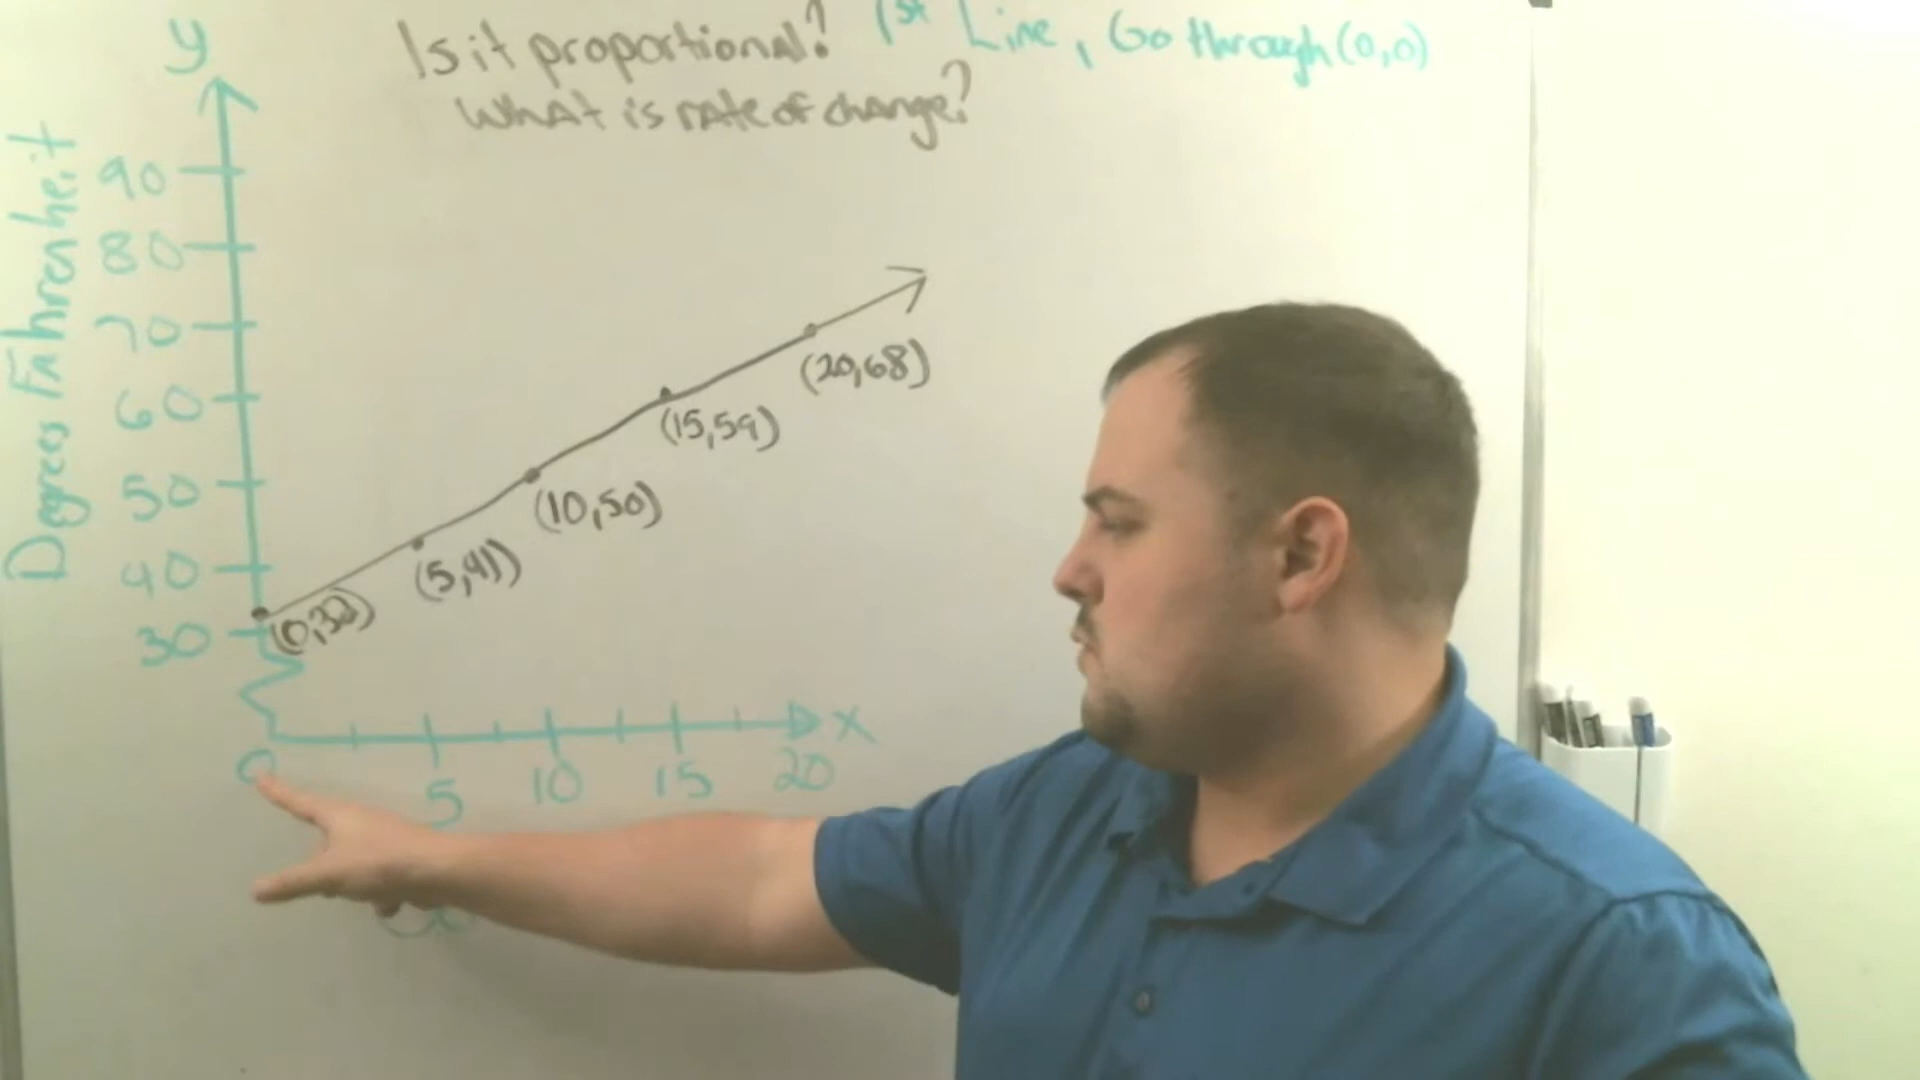 y
Is it proportional? 1st Line, Go through (0,0)
What is rate of change?
Degrees Fahrenheit
90
80
70
60
50
40
30
(20,68)
(15,59)
(10,50)
(5,41)
(0,32)
x
0 5 10 15 20